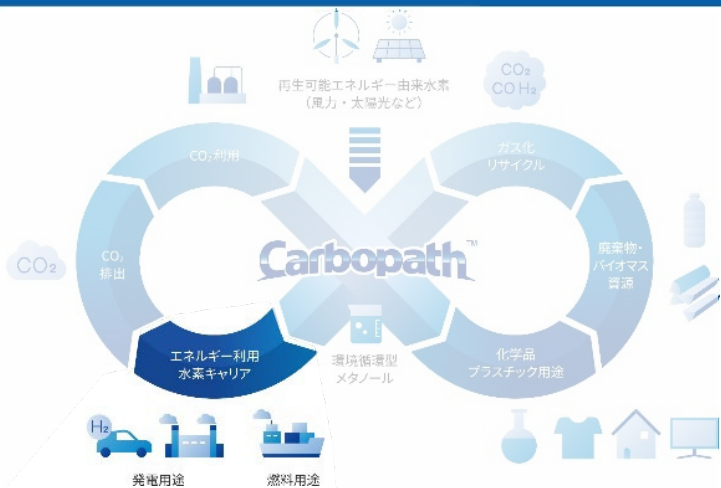 再生可能エネルギー由来水素
（風力・太陽光など）
CO₂
CO H₂
CO₂利用
ガス化
リサイクル
CO₂
CO₂
排出
Carbopath™
廃棄物・
バイオマス
資源
エネルギー利用
水素キャリア
環境循環型
メタノール
化学品
プラスチック用途
H₂
発電用途
燃料用途